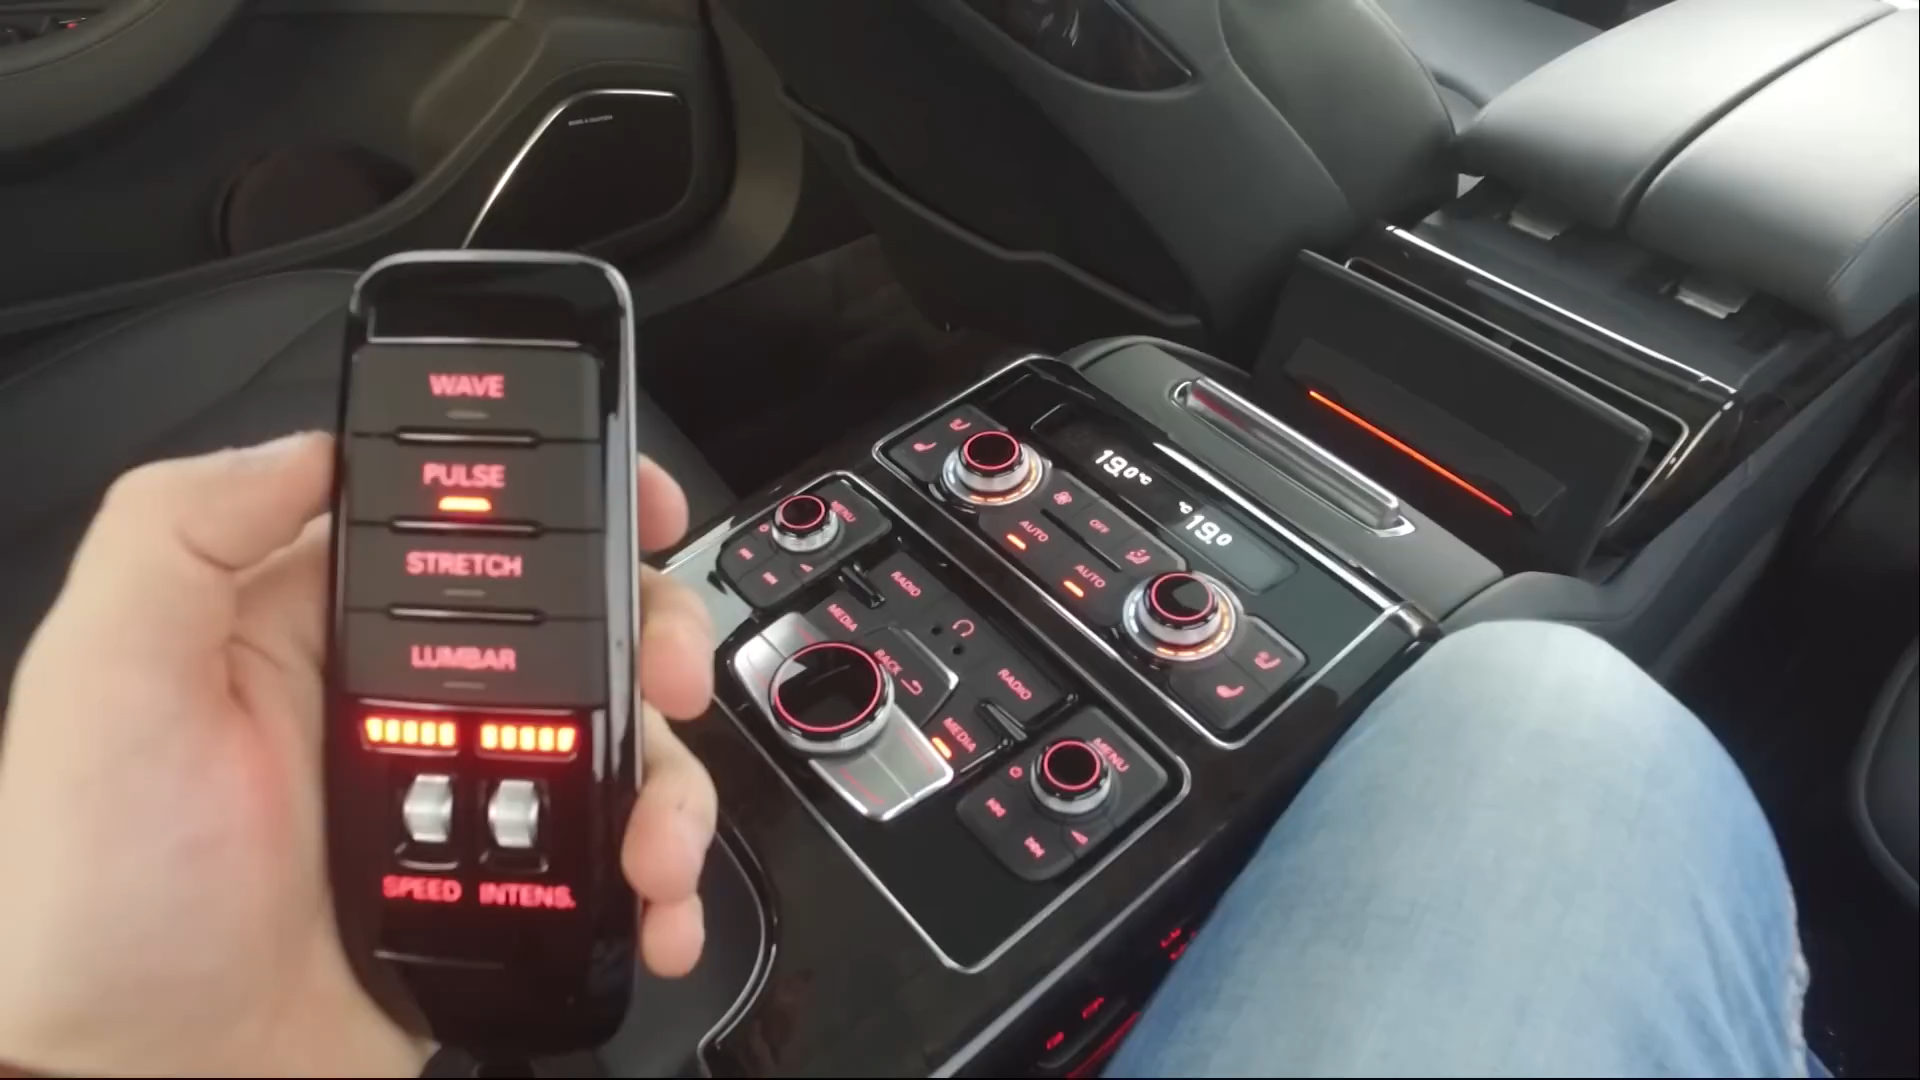 WAVE
PULSE
STRETCH
LUMBAR
SPEED INTENS.
19.0°C
°C19.0
AUTO
OFF
AUTO
MENU
RADIO
MEDIA
BACK
RADIO
MEDIA
MENU